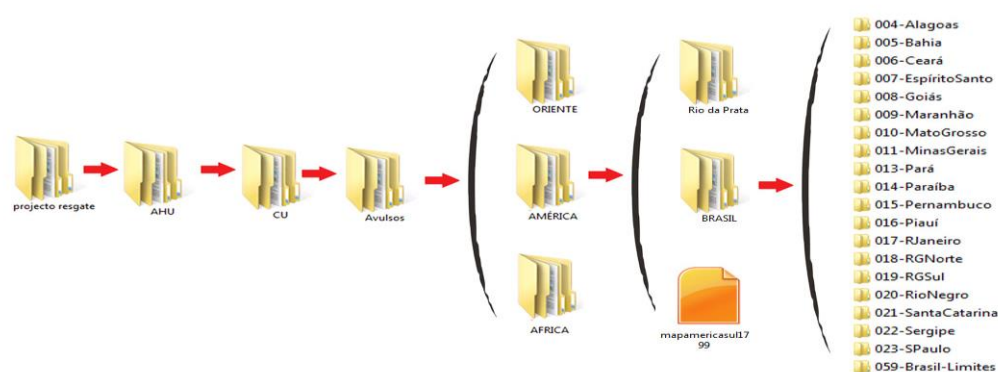 projecto resgate
AHU
CU
Avulsos
ORIENTE
AMÉRICA
AFRICA
Rio da Prata
BRASIL
mapamericasul17
99
004-Alagoas
005-Bahia
006-Ceará
007-EspíritoSanto
008-Goiás
009-Maranhão
010-MatoGrosso
011-MinasGerais
013-Pará
014-Paraíba
015-Pernambuco
016-Piauí
017-RJaneiro
018-RGNorte
019-RGSul
020-RioNegro
021-SantaCatarina
022-Sergipe
023-SPaulo
059-Brasil-Limites